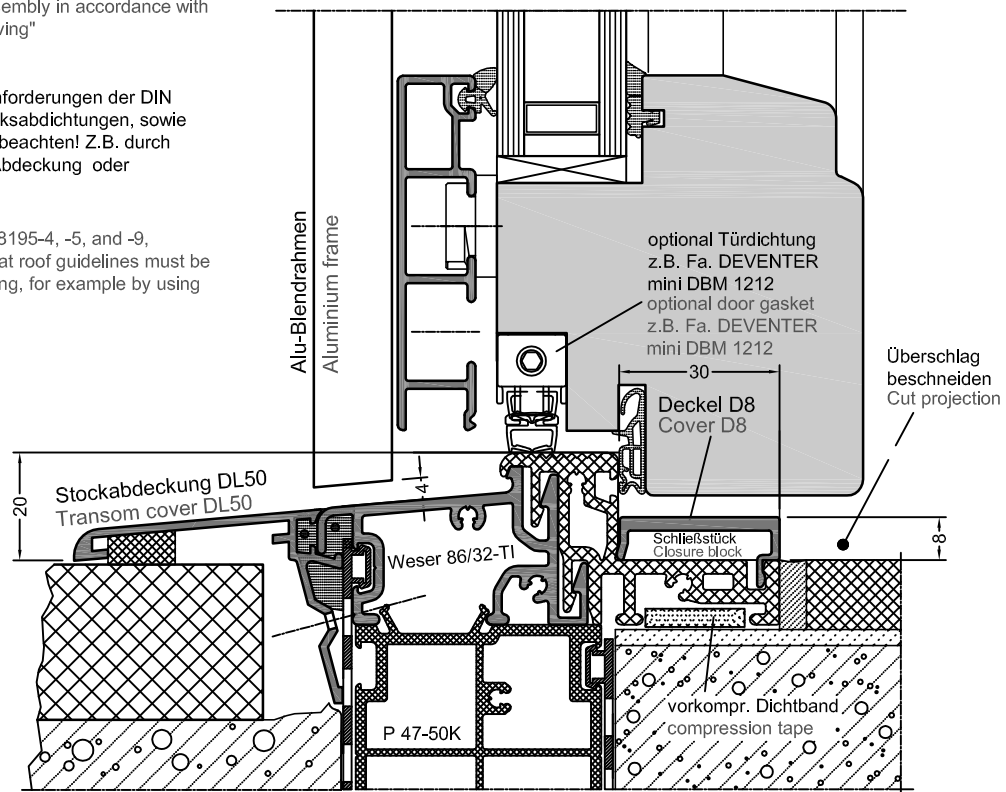 embly in accordance with
ving"
nforderungen der DIN
ksabdichtungen, sowie
beachten! Z.B. durch
Abdeckung oder
8195-4, -5, and -9,
at roof guidelines must be
ng, for example by using
Alu-Blendrahmen
Aluminium frame
optional Türdichtung
z.B. Fa. DEVENTER
mini DBM 1212
optional door gasket
z.B. Fa. DEVENTER
mini DBM 1212
30
Deckel D8
Cover D8
Überschlag
beschneiden
Cut projection
20
Stockabdeckung DL50
Transom cover DL50
4
Weser 86/32-TI
Schließstück
Closure block
8
P 47-50K
vorkompr. Dichtband
compression tape